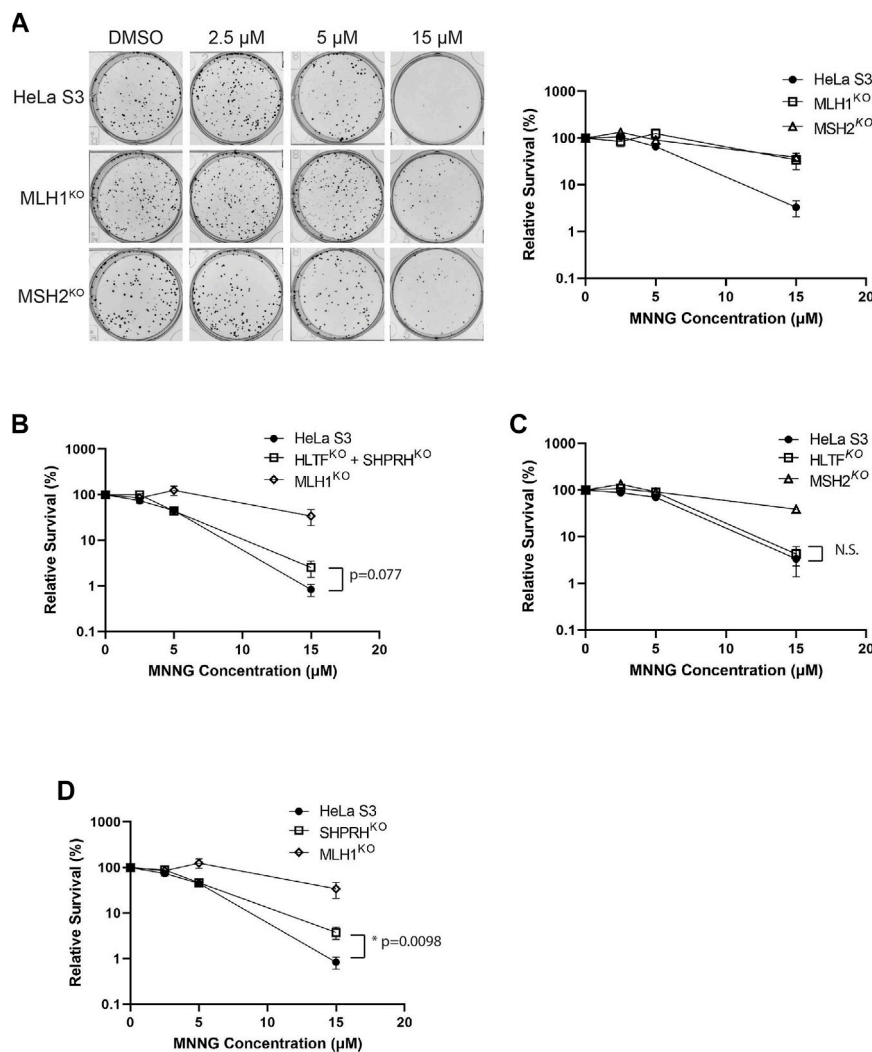 A
DMSO 2.5 µM 5 µM 15 µM
HeLa S3
MLH1ᴷᴼ
MSH2ᴷᴼ
HeLa S3
MLH1ᴷᴼ
MSH2ᴷᴼ
Relative Survival (%)
1000
100
10
1
0.1
0 5 10 15 20
MNNG Concentration (µM)
B
HeLa S3
HLTFᴷᴼ + SHPRHᴷᴼ
MLH1ᴷᴼ
Relative Survival (%)
1000
100
10
1
0.1
p=0.077
0 5 10 15 20
MNNG Concentration (µM)
C
HeLa S3
HLTFᴷᴼ
MSH2ᴷᴼ
Relative Survival (%)
1000
100
10
1
0.1
N.S.
0 5 10 15 20
MNNG Concentration (µM)
D
HeLa S3
SHPRHᴷᴼ
MLH1ᴷᴼ
Relative Survival (%)
1000
100
10
1
0.1
* p=0.0098
0 5 10 15 20
MNNG Concentration (µM)